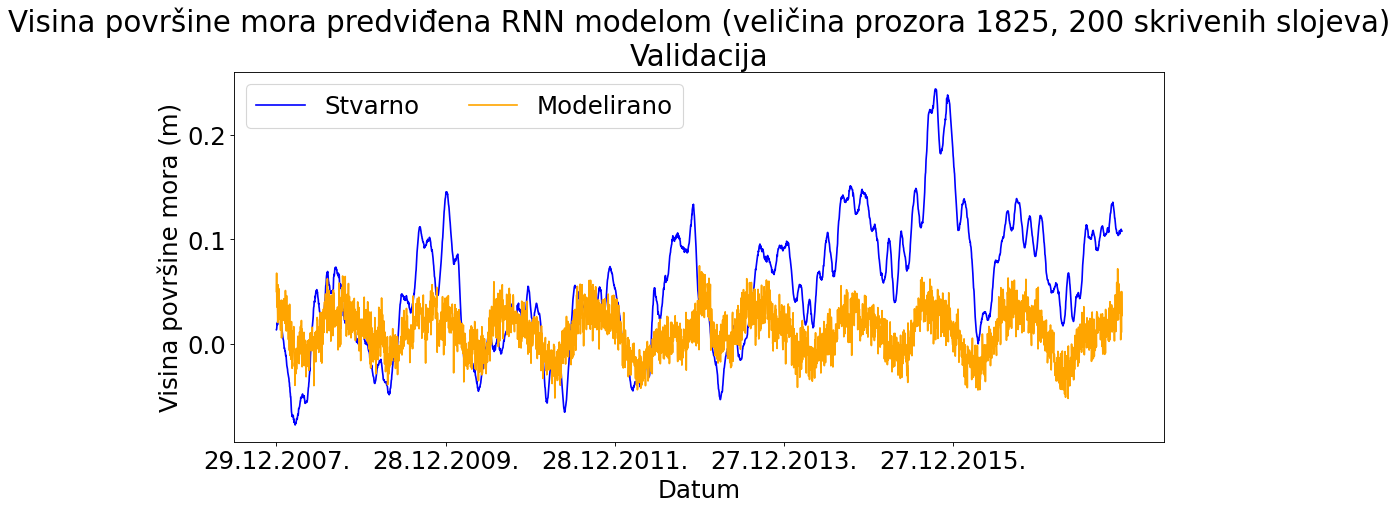 Visina površine mora predviđena RNN modelom (veličina prozora 1825, 200 skrivenih slojeva)
Validacija
Stvarno Modelirano
Visina površine mora (m)
0.2
0.1
0.0
29.12.2007. 28.12.2009. 28.12.2011. 27.12.2013. 27.12.2015.
Datum